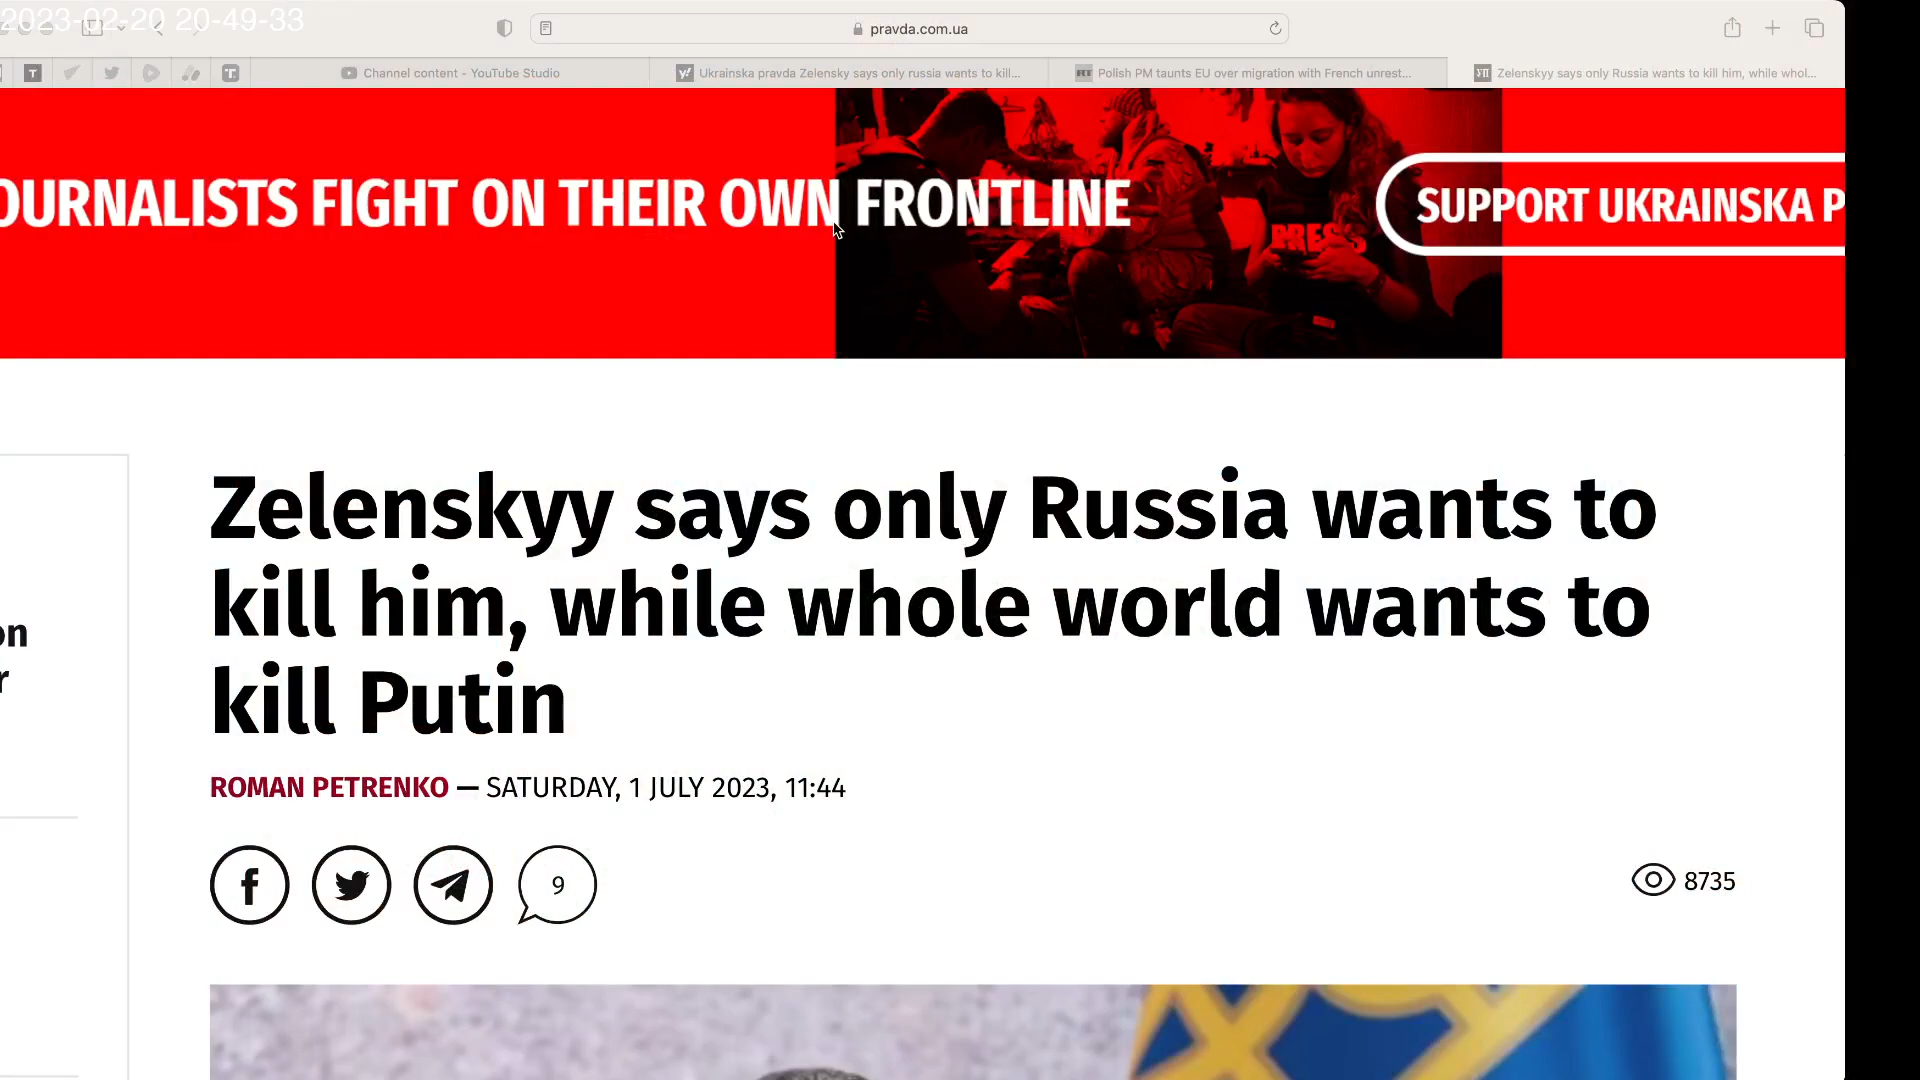 2023-02-20 20-49-33
pravda.com.ua
Channel content - YouTube Studio
Ukrainska pravda Zelensky says only russia wants to kill...
Polish PM taunts EU over migration with French unrest...
Zelenskyy says only Russia wants to kill him, while whol...
OURNALISTS FIGHT ON THEIR OWN FRONTLINE
PRESS
SUPPORT UKRAINSKA P
Zelenskyy says only Russia wants to
kill him, while whole world wants to
kill Putin
on
r
ROMAN PETRENKO — SATURDAY, 1 JULY 2023, 11:44
9
8735